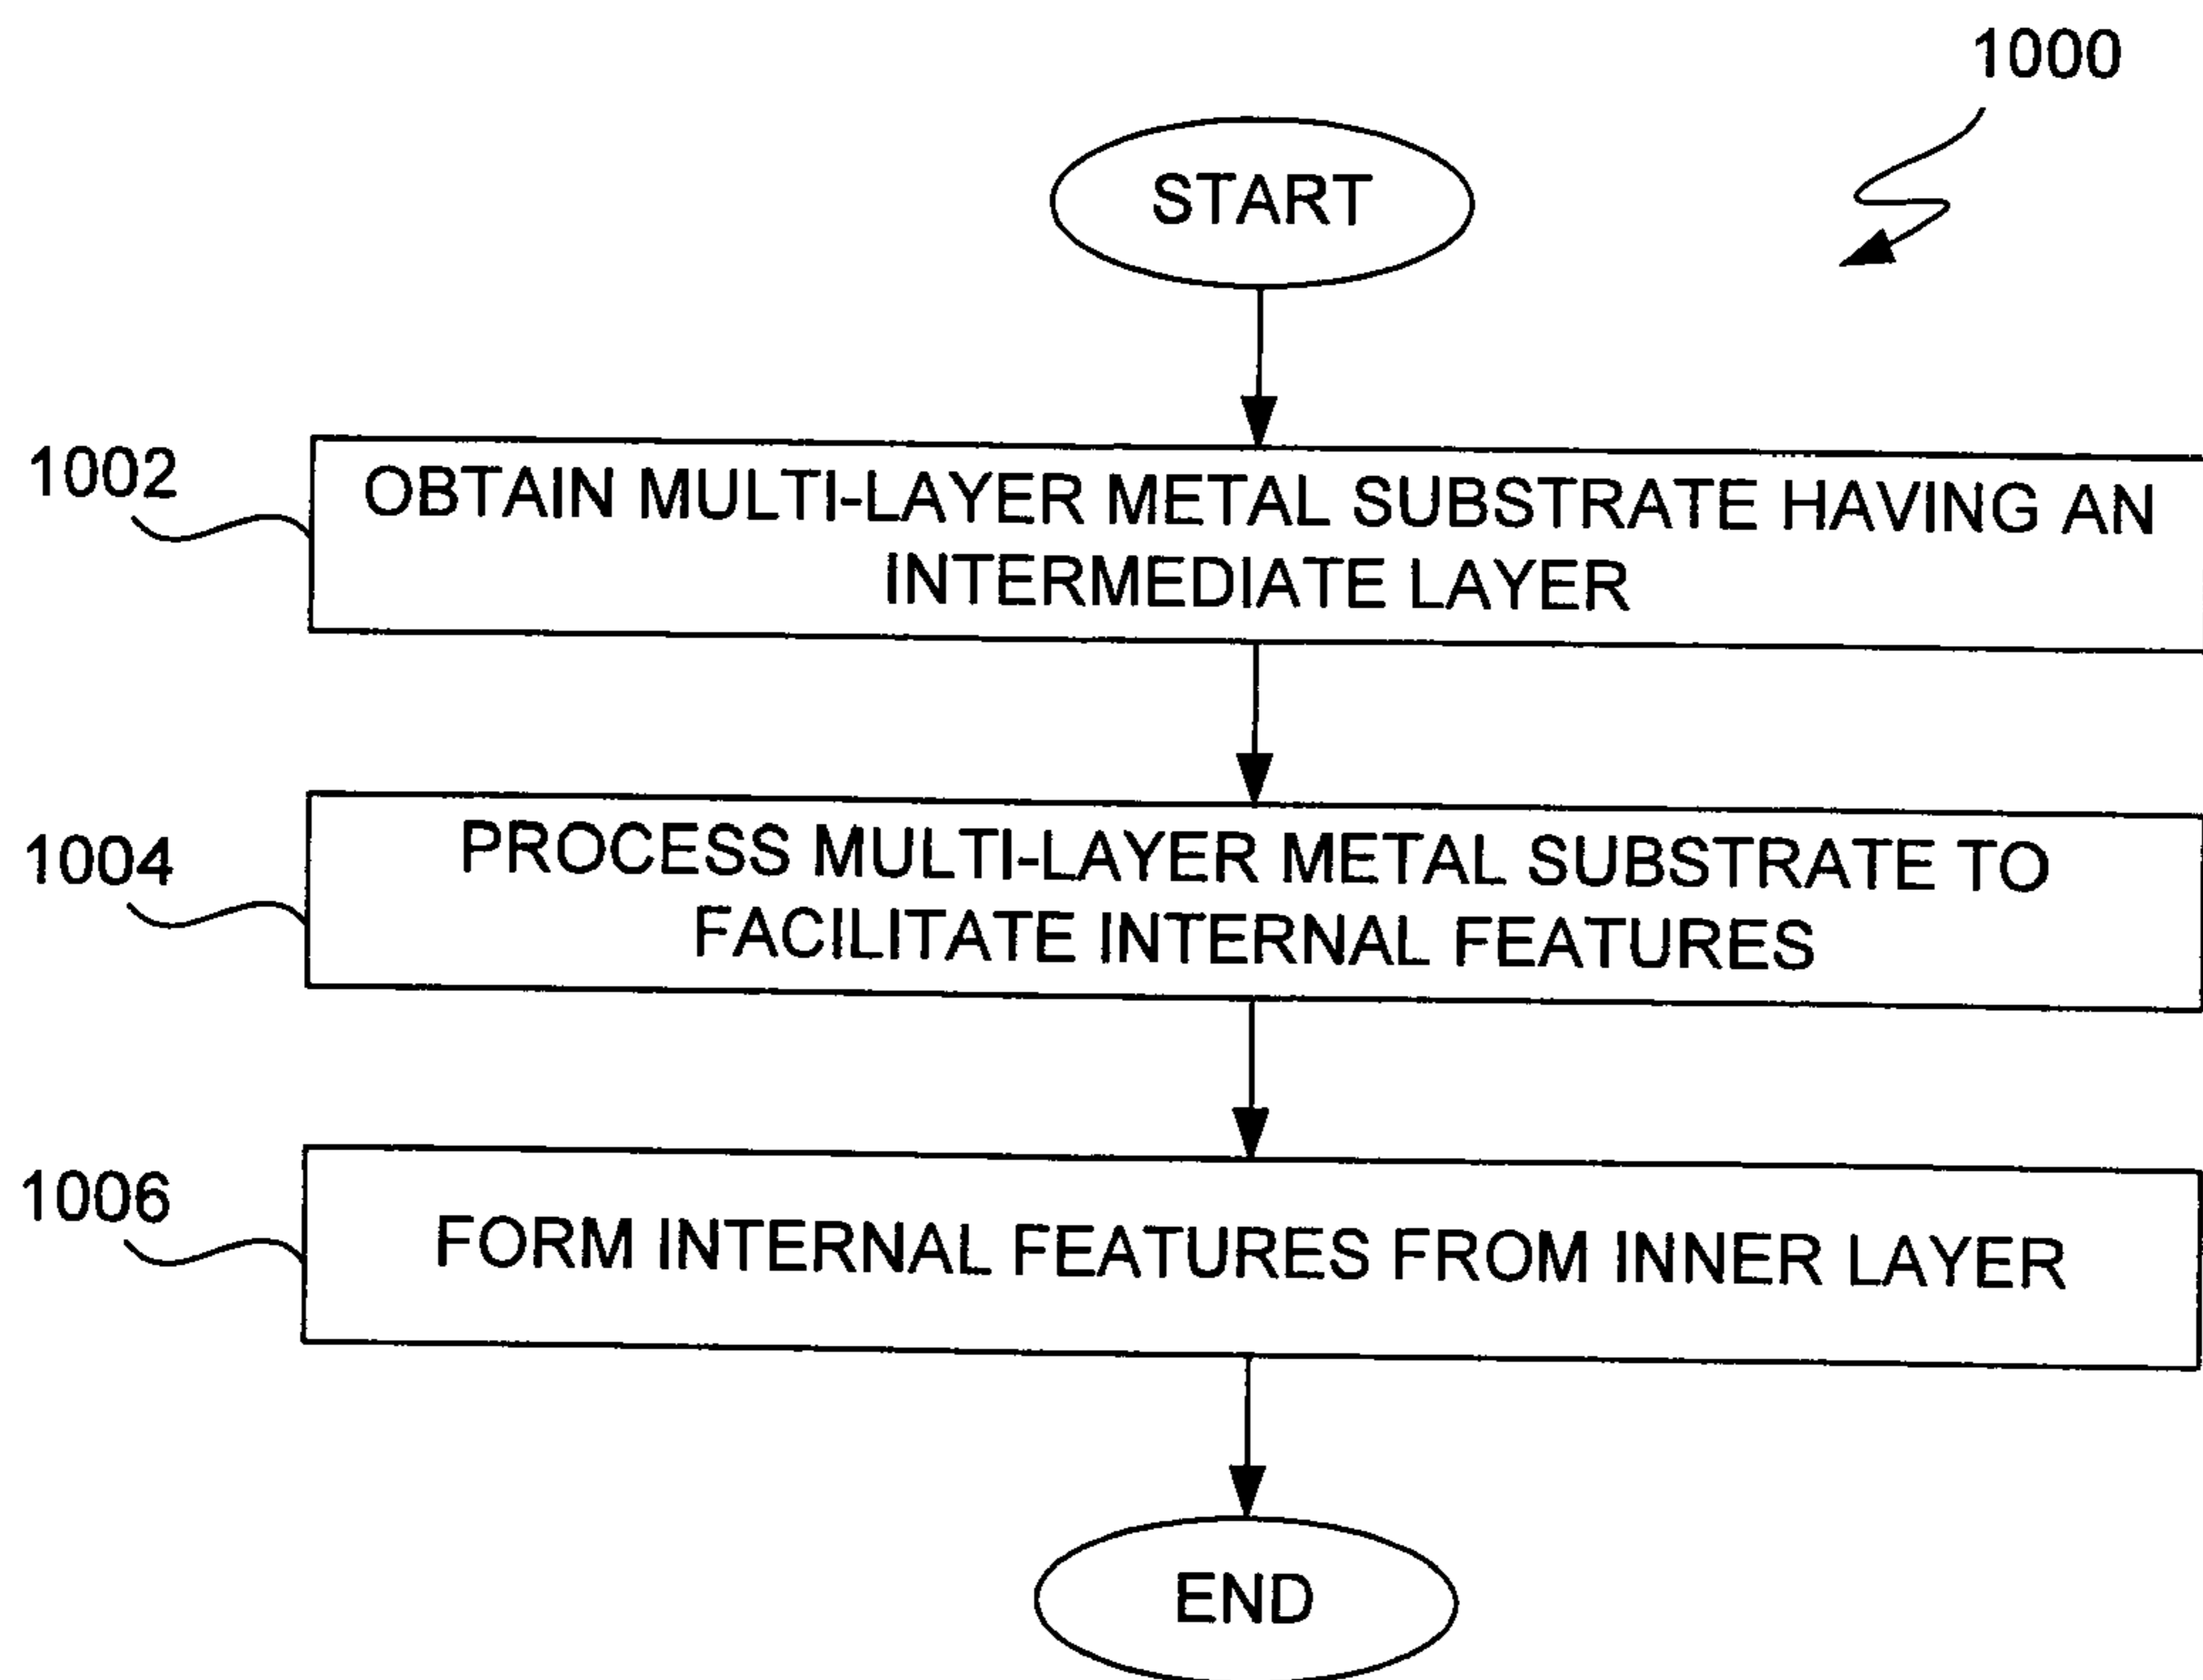 1000
START
1002
OBTAIN MULTI-LAYER METAL SUBSTRATE HAVING AN
INTERMEDIATE LAYER
1004
PROCESS MULTI-LAYER METAL SUBSTRATE TO
FACILITATE INTERNAL FEATURES
1006
FORM INTERNAL FEATURES FROM INNER LAYER
END